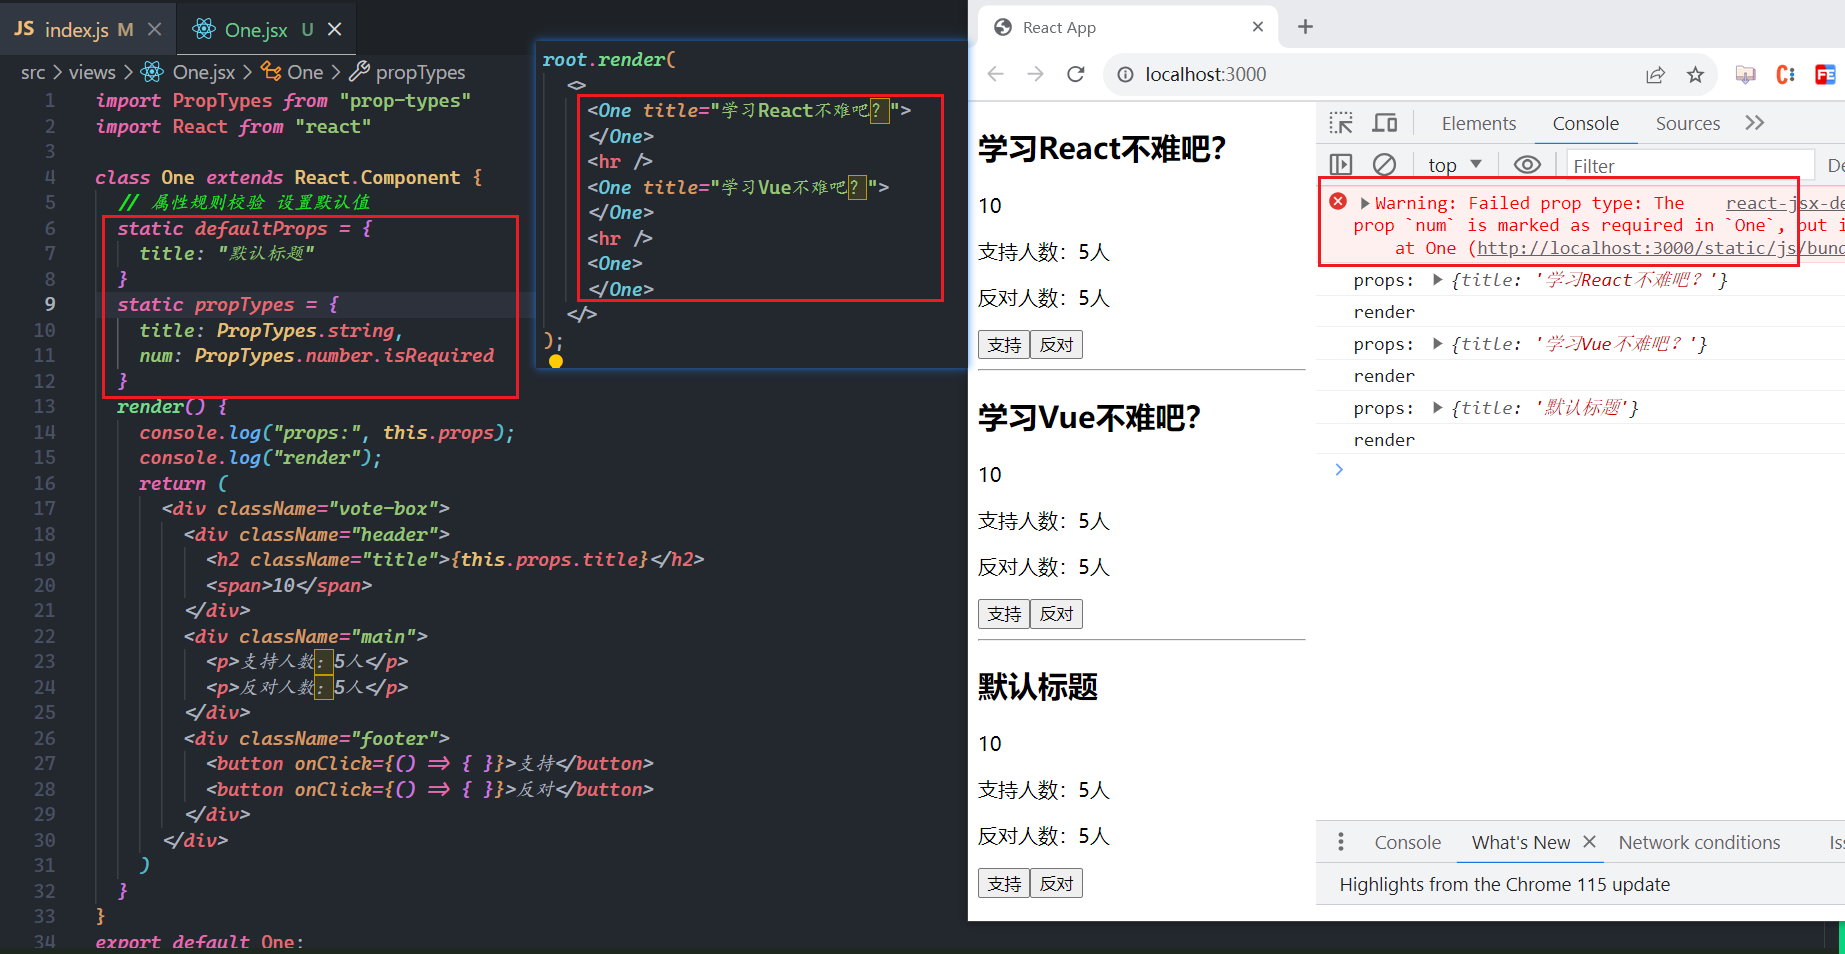 JS index.js M
One.jsx U
src > views > One.jsx > One > propTypes
1 import PropTypes from "prop-types"
2 import React from "react"
3
4 class One extends React.Component {
5 // 属性规则校验 设置默认值
6 static defaultProps = {
7 title: "默认标题"
8 }
9 static propTypes = {
10 title: PropTypes.string,
11 num: PropTypes.number.isRequired
12 }
13 render() {
14 console.log("props:", this.props);
15 console.log("render");
16 return (
17 <div className="vote-box">
18 <div className="header">
19 <h2 className="title">{this.props.title}</h2>
20 <span>10</span>
21 </div>
22 <div className="main">
23 <p>支持人数：5人</p>
24 <p>反对人数：5人</p>
25 </div>
26 <div className="footer">
27 <button onClick={() => { }}>支持</button>
28 <button onClick={() => { }}>反对</button>
29 </div>
30 </div>
31 )
32 }
33 }
34 export default One;
root.render(
<>
<One title="学习React不难吧？">
</One>
<hr />
<One title="学习Vue不难吧？">
</One>
<hr />
<One>
</One>
</>
);
React App
localhost:3000
学习React不难吧？
10
支持人数：5人
反对人数：5人
支持 反对
学习Vue不难吧？
10
支持人数：5人
反对人数：5人
支持 反对
默认标题
10
支持人数：5人
反对人数：5人
支持 反对
Elements Console Sources
top Filter
Warning: Failed prop type: The react-jsx-de
prop `num` is marked as required in `One`, but i
at One (http://localhost:3000/static/js/bund
props: {title: '学习React不难吧？'}
render
props: {title: '学习Vue不难吧？'}
render
props: {title: '默认标题'}
render
Console What's New Network conditions
Highlights from the Chrome 115 update